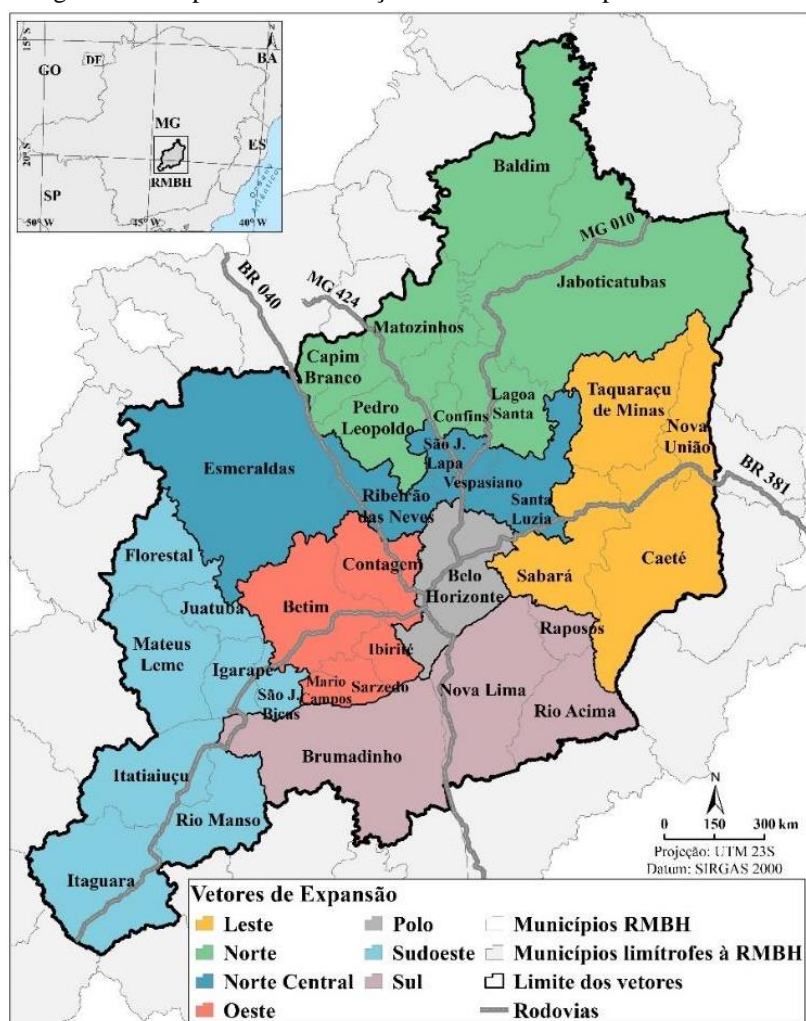 15°S
GO
DF
BA
MG
ES
20°S
RMBH
SP
Oceano
Atlântico
50° W
45° W
40° W
Baldim
MG 010
BR 040
MG 424
Jaboticatubas
Matozinhos
Capim
Branco
Lagoa
Santa
Taquaraçu
de Minas
Pedro
Leopoldo
Confins
Nova
União
São J.
Lapa
Esmeraldas
Vespasiano
BR 381
Ribeirão
das Neves
Santa
Luzia
Florestal
Contagem
Belo
Horizonte
Sabará
Caeté
Juatuba
Betim
Raposos
Mateus
Leme
Igarapé
Ibirité
Mario
Campos
Sarzedo
São J.
Bicas
Nova Lima
Rio Acima
Brumadinho
Itatiaiuçu
Rio Manso
N
Itaguara
0 150 300 km
Projeção: UTM 23S
Datum: SIRGAS 2000
Vetores de Expansão
Leste
Norte
Norte Central
Oeste
Polo
Sudoeste
Sul
Municípios RMBH
Municípios limítrofes à RMBH
Limite dos vetores
Rodovias